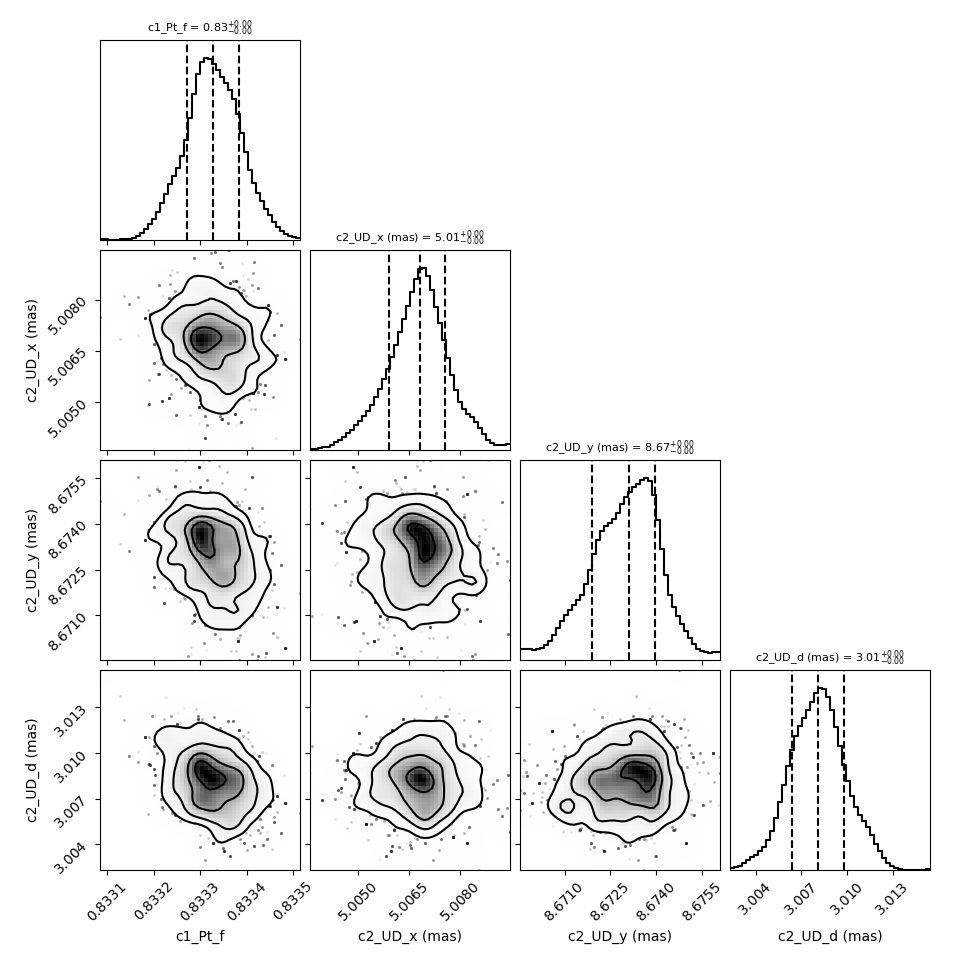 c1_Pt_f = 0.83+0.00−0.00
c2_UD_x (mas) = 5.01+0.00−0.00
c2_UD_x (mas)
5.0080
5.0065
5.0050
c2_UD_y (mas) = 8.67+0.00−0.00
c2_UD_y (mas)
8.6755
8.6740
8.6725
8.6710
c2_UD_d (mas) = 3.01+0.00−0.00
c2_UD_d (mas)
3.013
3.010
3.007
3.004
0.8331 0.8332 0.8333 0.8334 0.8335 5.0050 5.0065 5.0080 8.6710 8.6725 8.6740 8.6755 3.004 3.007 3.010 3.013
c1_Pt_f c2_UD_x (mas) c2_UD_y (mas) c2_UD_d (mas)